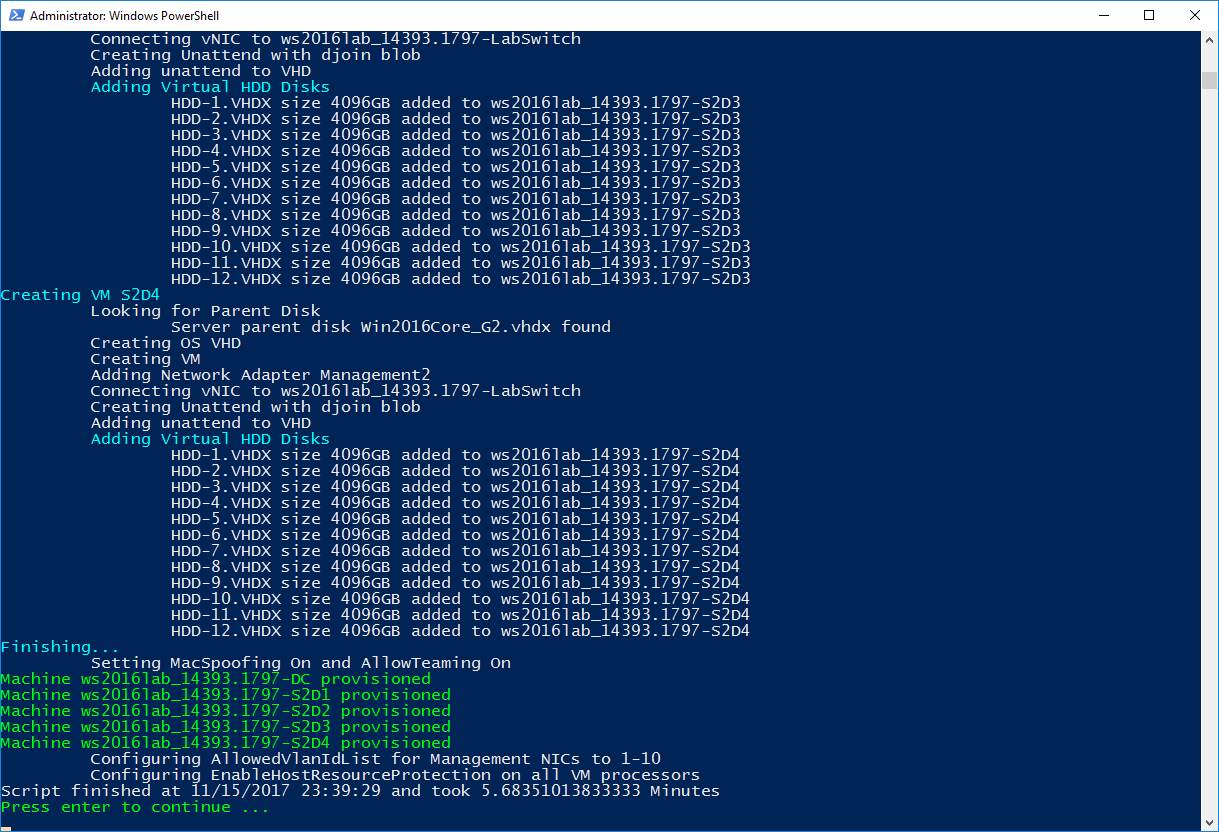 Administrator: Windows PowerShell
Connecting vNIC to ws2016lab_14393.1797-LabSwitch
Creating Unattend with djoin blob
Adding unattend to VHD
Adding Virtual HDD Disks
HDD-1.VHDX size 4096GB added to ws2016lab_14393.1797-S2D3
HDD-2.VHDX size 4096GB added to ws2016lab_14393.1797-S2D3
HDD-3.VHDX size 4096GB added to ws2016lab_14393.1797-S2D3
HDD-4.VHDX size 4096GB added to ws2016lab_14393.1797-S2D3
HDD-5.VHDX size 4096GB added to ws2016lab_14393.1797-S2D3
HDD-6.VHDX size 4096GB added to ws2016lab_14393.1797-S2D3
HDD-7.VHDX size 4096GB added to ws2016lab_14393.1797-S2D3
HDD-8.VHDX size 4096GB added to ws2016lab_14393.1797-S2D3
HDD-9.VHDX size 4096GB added to ws2016lab_14393.1797-S2D3
HDD-10.VHDX size 4096GB added to ws2016lab_14393.1797-S2D3
HDD-11.VHDX size 4096GB added to ws2016lab_14393.1797-S2D3
HDD-12.VHDX size 4096GB added to ws2016lab_14393.1797-S2D3
Creating VM S2D4
Looking for Parent Disk
Server parent disk Win2016Core_G2.vhdx found
Creating OS VHD
Creating VM
Adding Network Adapter Management2
Connecting vNIC to ws2016lab_14393.1797-LabSwitch
Creating Unattend with djoin blob
Adding unattend to VHD
Adding Virtual HDD Disks
HDD-1.VHDX size 4096GB added to ws2016lab_14393.1797-S2D4
HDD-2.VHDX size 4096GB added to ws2016lab_14393.1797-S2D4
HDD-3.VHDX size 4096GB added to ws2016lab_14393.1797-S2D4
HDD-4.VHDX size 4096GB added to ws2016lab_14393.1797-S2D4
HDD-5.VHDX size 4096GB added to ws2016lab_14393.1797-S2D4
HDD-6.VHDX size 4096GB added to ws2016lab_14393.1797-S2D4
HDD-7.VHDX size 4096GB added to ws2016lab_14393.1797-S2D4
HDD-8.VHDX size 4096GB added to ws2016lab_14393.1797-S2D4
HDD-9.VHDX size 4096GB added to ws2016lab_14393.1797-S2D4
HDD-10.VHDX size 4096GB added to ws2016lab_14393.1797-S2D4
HDD-11.VHDX size 4096GB added to ws2016lab_14393.1797-S2D4
HDD-12.VHDX size 4096GB added to ws2016lab_14393.1797-S2D4
Finishing...
Setting MacSpoofing On and AllowTeaming On
Machine ws2016lab_14393.1797-DC provisioned
Machine ws2016lab_14393.1797-S2D1 provisioned
Machine ws2016lab_14393.1797-S2D2 provisioned
Machine ws2016lab_14393.1797-S2D3 provisioned
Machine ws2016lab_14393.1797-S2D4 provisioned
Configuring AllowedVlanIdList for Management NICs to 1-10
Configuring EnableHostResourceProtection on all VM processors
Script finished at 11/15/2017 23:39:29 and took 5.68351013833333 Minutes
Press enter to continue ...